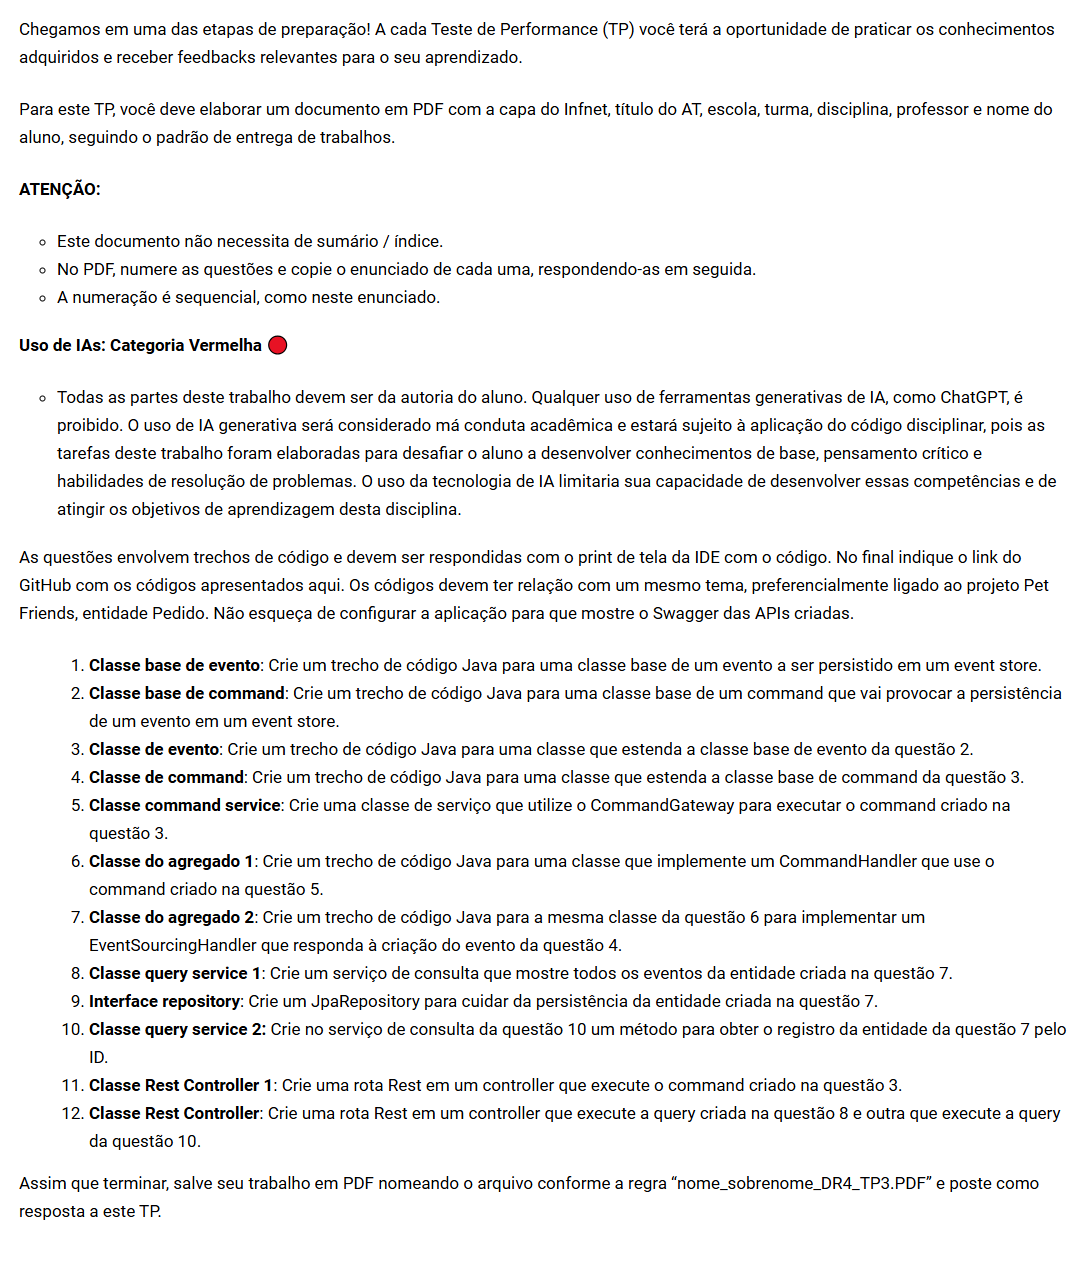 Chegamos em uma das etapas de preparação! A cada Teste de Performance (TP) você terá a oportunidade de praticar os conhecimentos
adquiridos e receber feedbacks relevantes para o seu aprendizado.
Para este TP, você deve elaborar um documento em PDF com a capa do Infnet, título do AT, escola, turma, disciplina, professor e nome do
aluno, seguindo o padrão de entrega de trabalhos.
ATENÇÃO:
Este documento não necessita de sumário / índice.
No PDF, numere as questões e copie o enunciado de cada uma, respondendo-as em seguida.
A numeração é sequencial, como neste enunciado.
Uso de IAs: Categoria Vermelha
Todas as partes deste trabalho devem ser da autoria do aluno. Qualquer uso de ferramentas generativas de IA, como ChatGPT, é
proibido. O uso de IA generativa será considerado má conduta acadêmica e estará sujeito à aplicação do código disciplinar, pois as
tarefas deste trabalho foram elaboradas para desafiar o aluno a desenvolver conhecimentos de base, pensamento crítico e
habilidades de resolução de problemas. O uso da tecnologia de IA limitaria sua capacidade de desenvolver essas competências e de
atingir os objetivos de aprendizagem desta disciplina.
As questões envolvem trechos de código e devem ser respondidas com o print de tela da IDE com o código. No final indique o link do
GitHub com os códigos apresentados aqui. Os códigos devem ter relação com um mesmo tema, preferencialmente ligado ao projeto Pet
Friends, entidade Pedido. Não esqueça de configurar a aplicação para que mostre o Swagger das APIs criadas.
1. Classe base de evento: Crie um trecho de código Java para uma classe base de um evento a ser persistido em um event store.
2. Classe base de command: Crie um trecho de código Java para uma classe base de um command que vai provocar a persistência
de um evento em um event store.
3. Classe de evento: Crie um trecho de código Java para uma classe que estenda a classe base de evento da questão 2.
4. Classe de command: Crie um trecho de código Java para uma classe que estenda a classe base de command da questão 3.
5. Classe command service: Crie uma classe de serviço que utilize o CommandGateway para executar o command criado na
questão 3.
6. Classe do agregado 1: Crie um trecho de código Java para uma classe que implemente um CommandHandler que use o
command criado na questão 5.
7. Classe do agregado 2: Crie um trecho de código Java para a mesma classe da questão 6 para implementar um
EventSourcingHandler que responda à criação do evento da questão 4.
8. Classe query service 1: Crie um serviço de consulta que mostre todos os eventos da entidade criada na questão 7.
9. Interface repository: Crie um JpaRepository para cuidar da persistência da entidade criada na questão 7.
10. Classe query service 2: Crie no serviço de consulta da questão 10 um método para obter o registro da entidade da questão 7 pelo
ID.
11. Classe Rest Controller 1: Crie uma rota Rest em um controller que execute o command criado na questão 3.
12. Classe Rest Controller: Crie uma rota Rest em um controller que execute a query criada na questão 8 e outra que execute a query
da questão 10.
Assim que terminar, salve seu trabalho em PDF nomeando o arquivo conforme a regra “nome_sobrenome_DR4_TP3.PDF” e poste como
resposta a este TP.